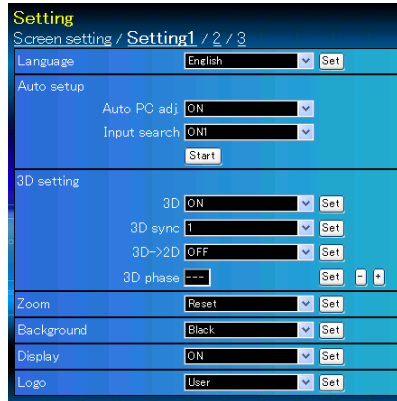 Setting
Screen setting / Setting1 / 2 / 3
Language English Set
Auto setup
Auto PC adj. ON
Input search ON1
Start
3D setting
3D ON Set
3D sync 1 Set
3D->2D OFF Set
3D phase --- Set - +
Zoom Reset Set
Background Black Set
Display ON Set
Logo User Set